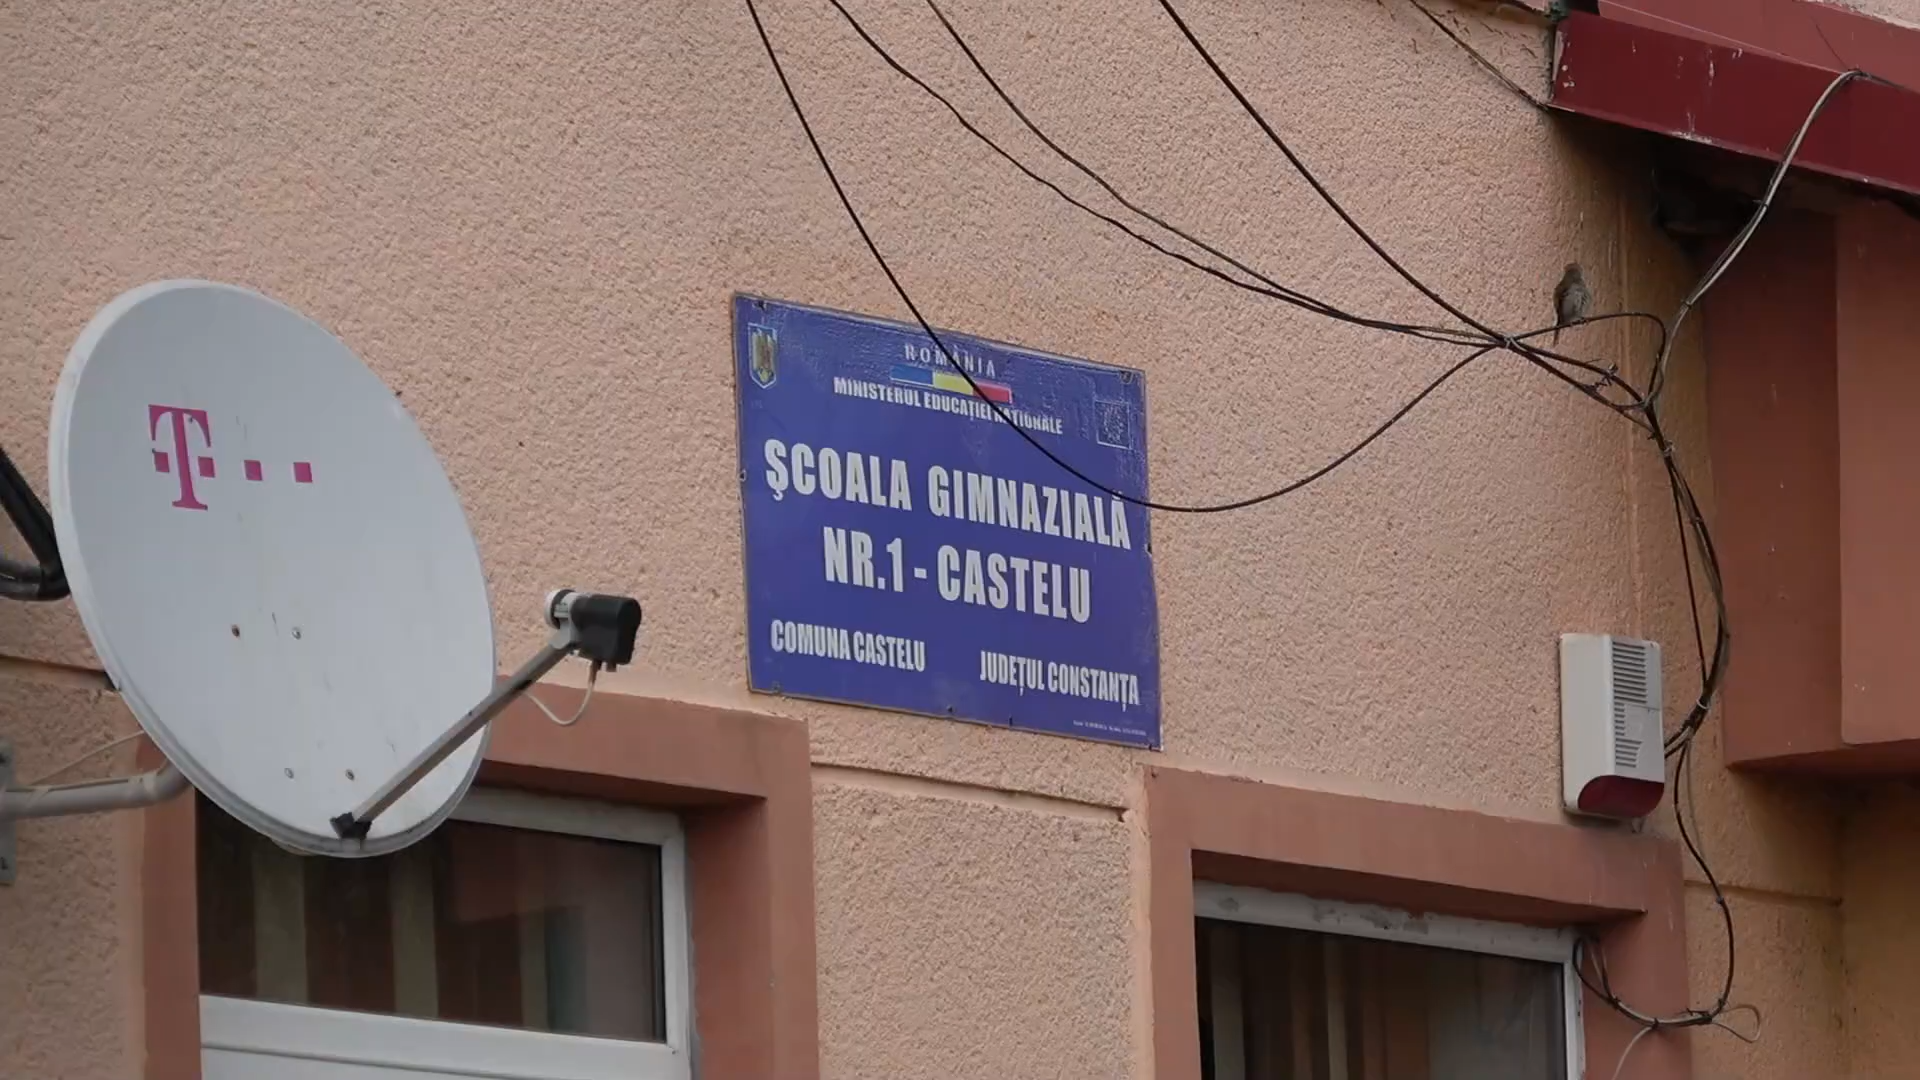 T
ROMÂNIA
MINISTERUL EDUCAȚIEI NAȚIONALE
ŞCOALA GIMNAZIALĂ
NR.1 - CASTELU
COMUNA CASTELU
JUDEȚUL CONSTANȚA